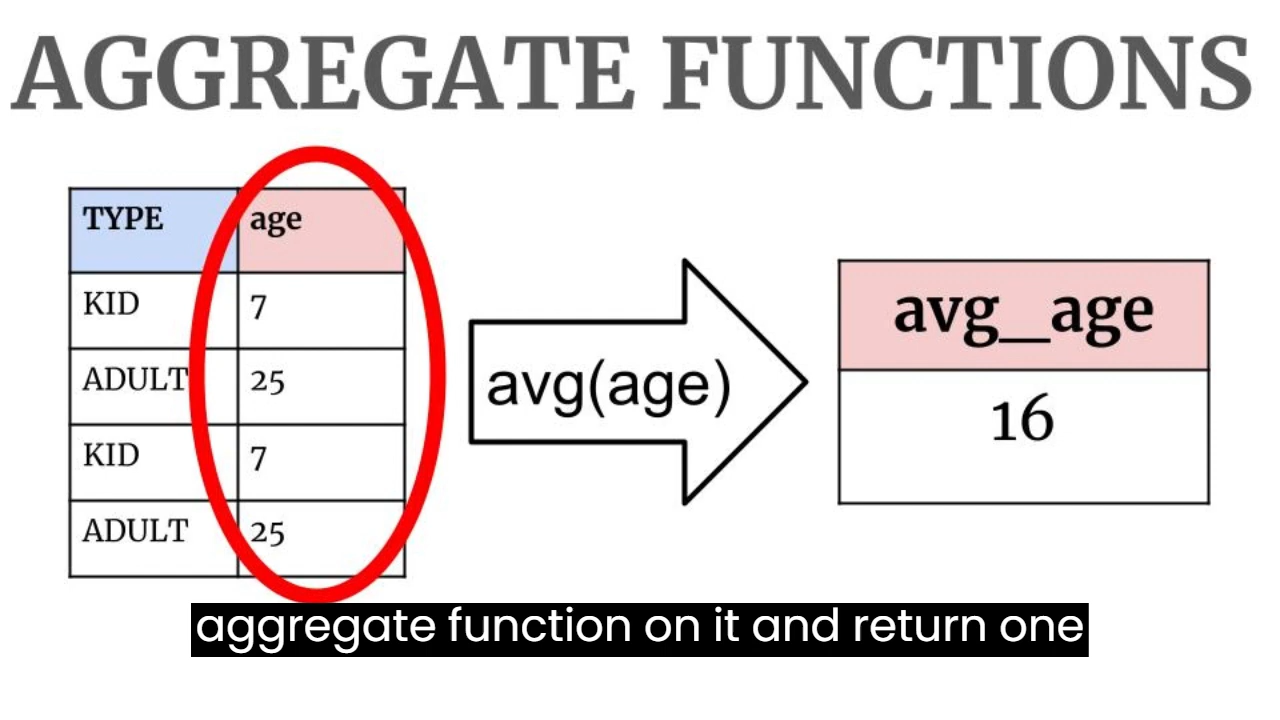 AGGREGATE FUNCTIONS
TYPE age
KID 7
ADULT 25
KID 7
ADULT 25
avg(age)
avg_age
16
aggregate function on it and return one